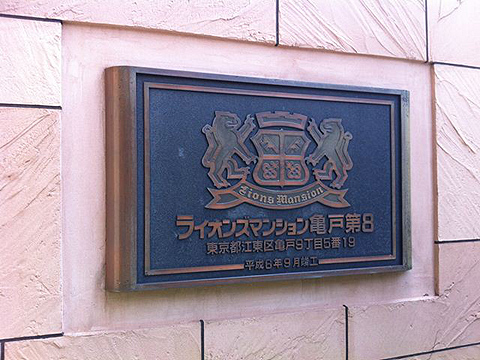 Lions Mansion
ライオンズマンション亀戸第8
東京都江東区亀戸9丁目5番19
平成6年9月竣工